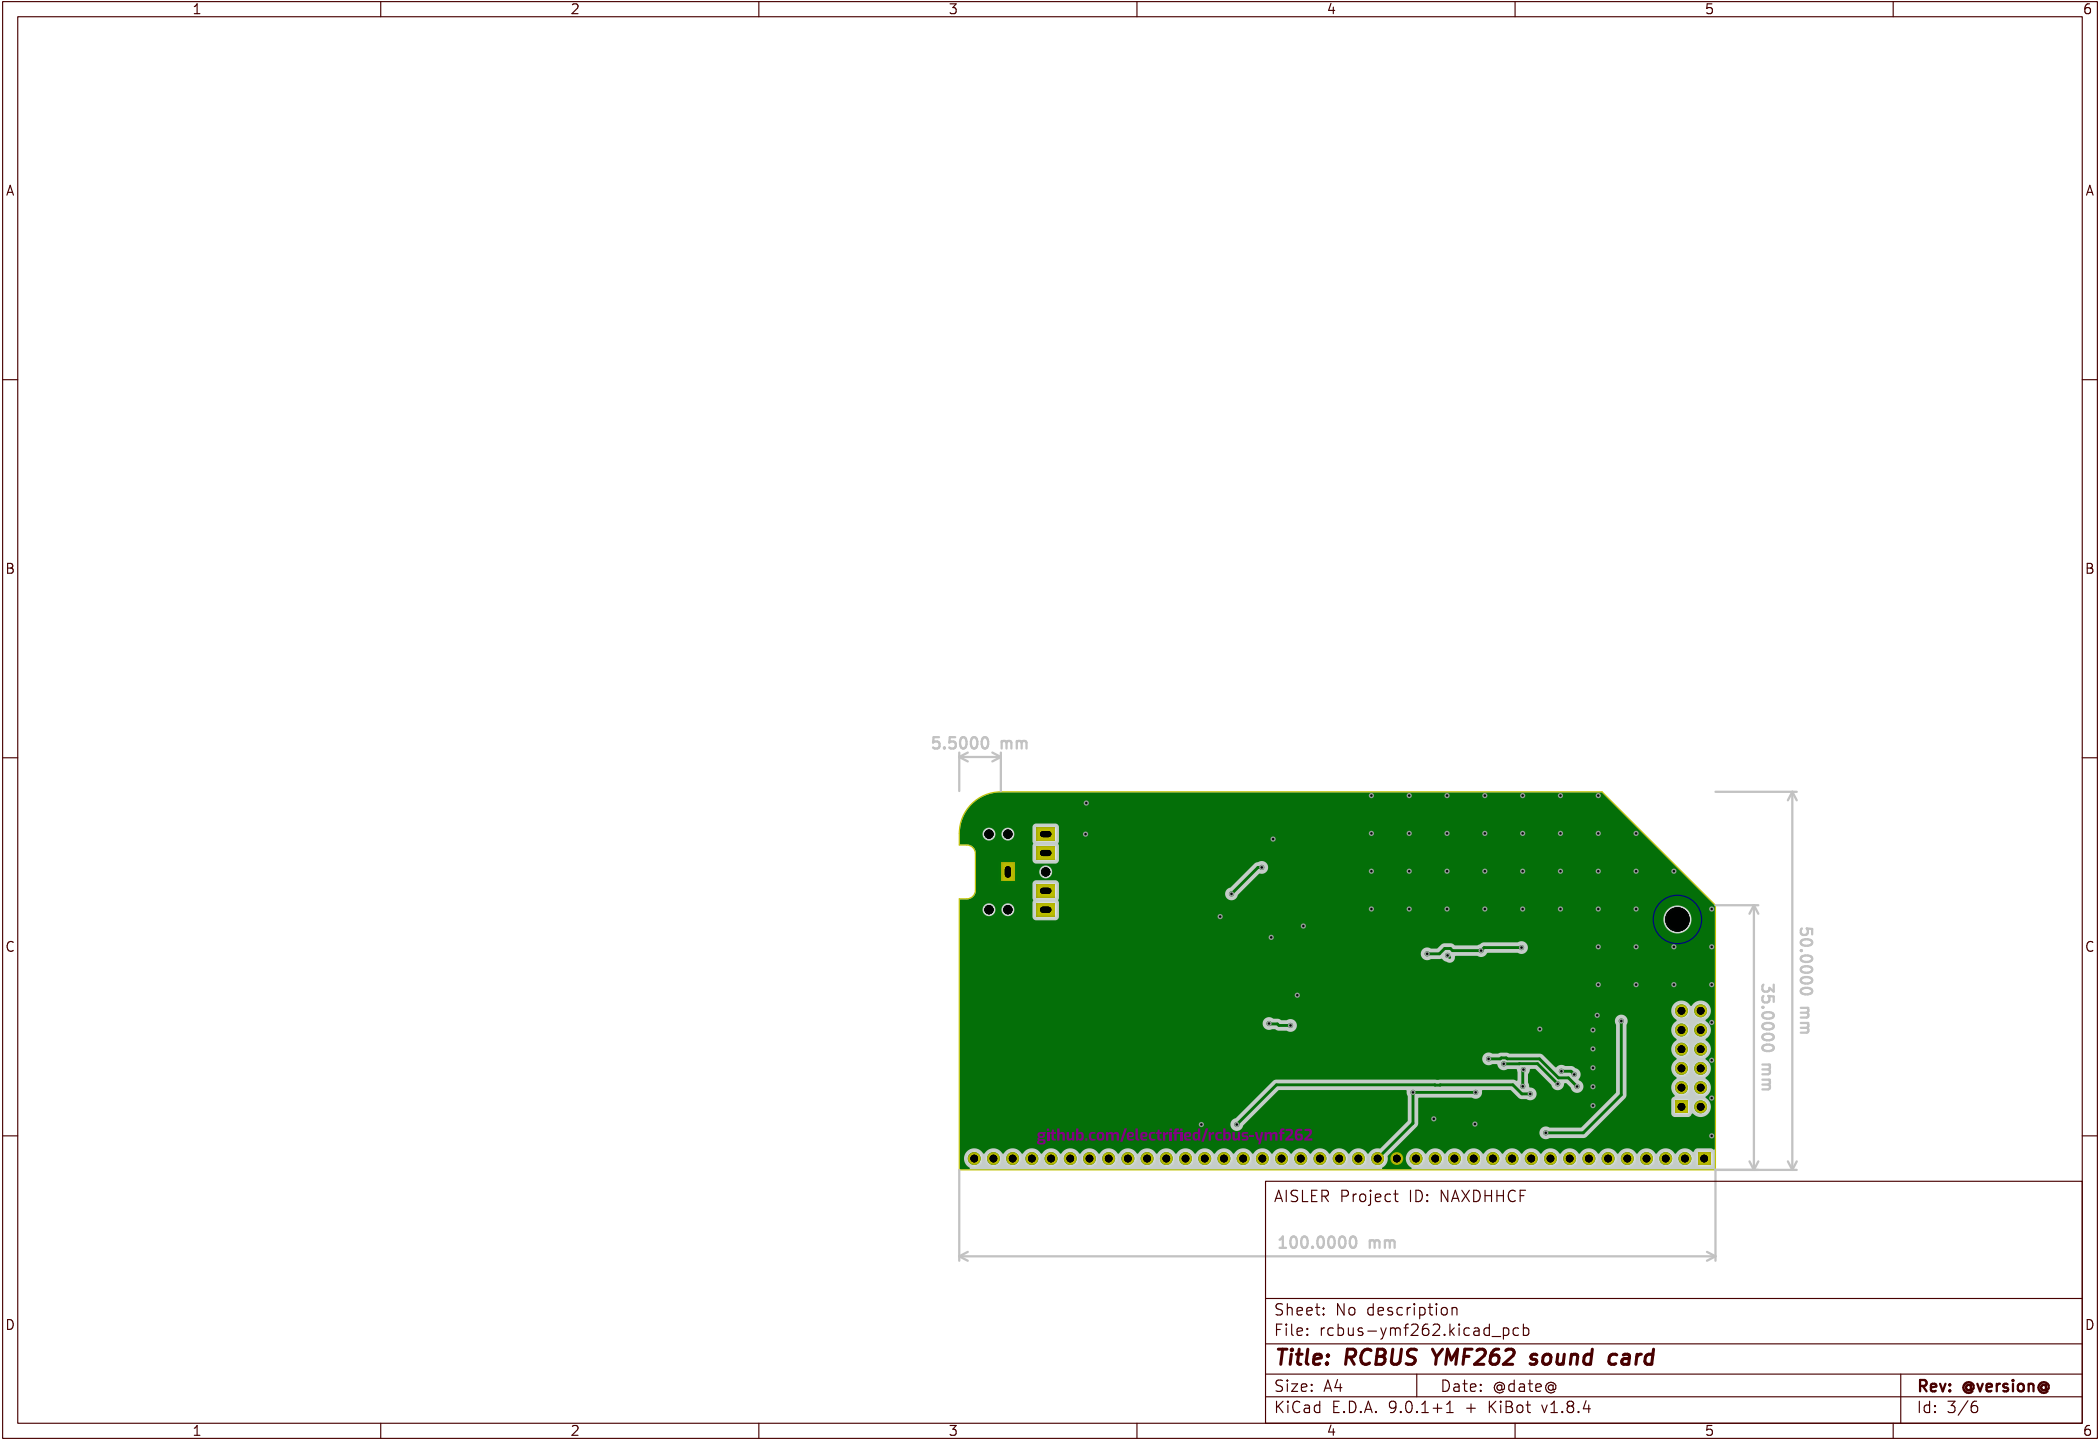 1 2 3 4 5 6
A A
B B
5.5000 mm
C C
50.0000 mm
35.0000 mm
github.com/electrified/rcbus-ymf262
AISLER Project ID: NAXDHHCF
100.0000 mm
Sheet: No description
D D
File: rcbus-ymf262.kicad_pcb
Title: RCBUS YMF262 sound card
Size: A4 Date: @date@ Rev: @version@
KiCad E.D.A. 9.0.1+1 + KiBot v1.8.4 Id: 3/6
1 2 3 4 5 6